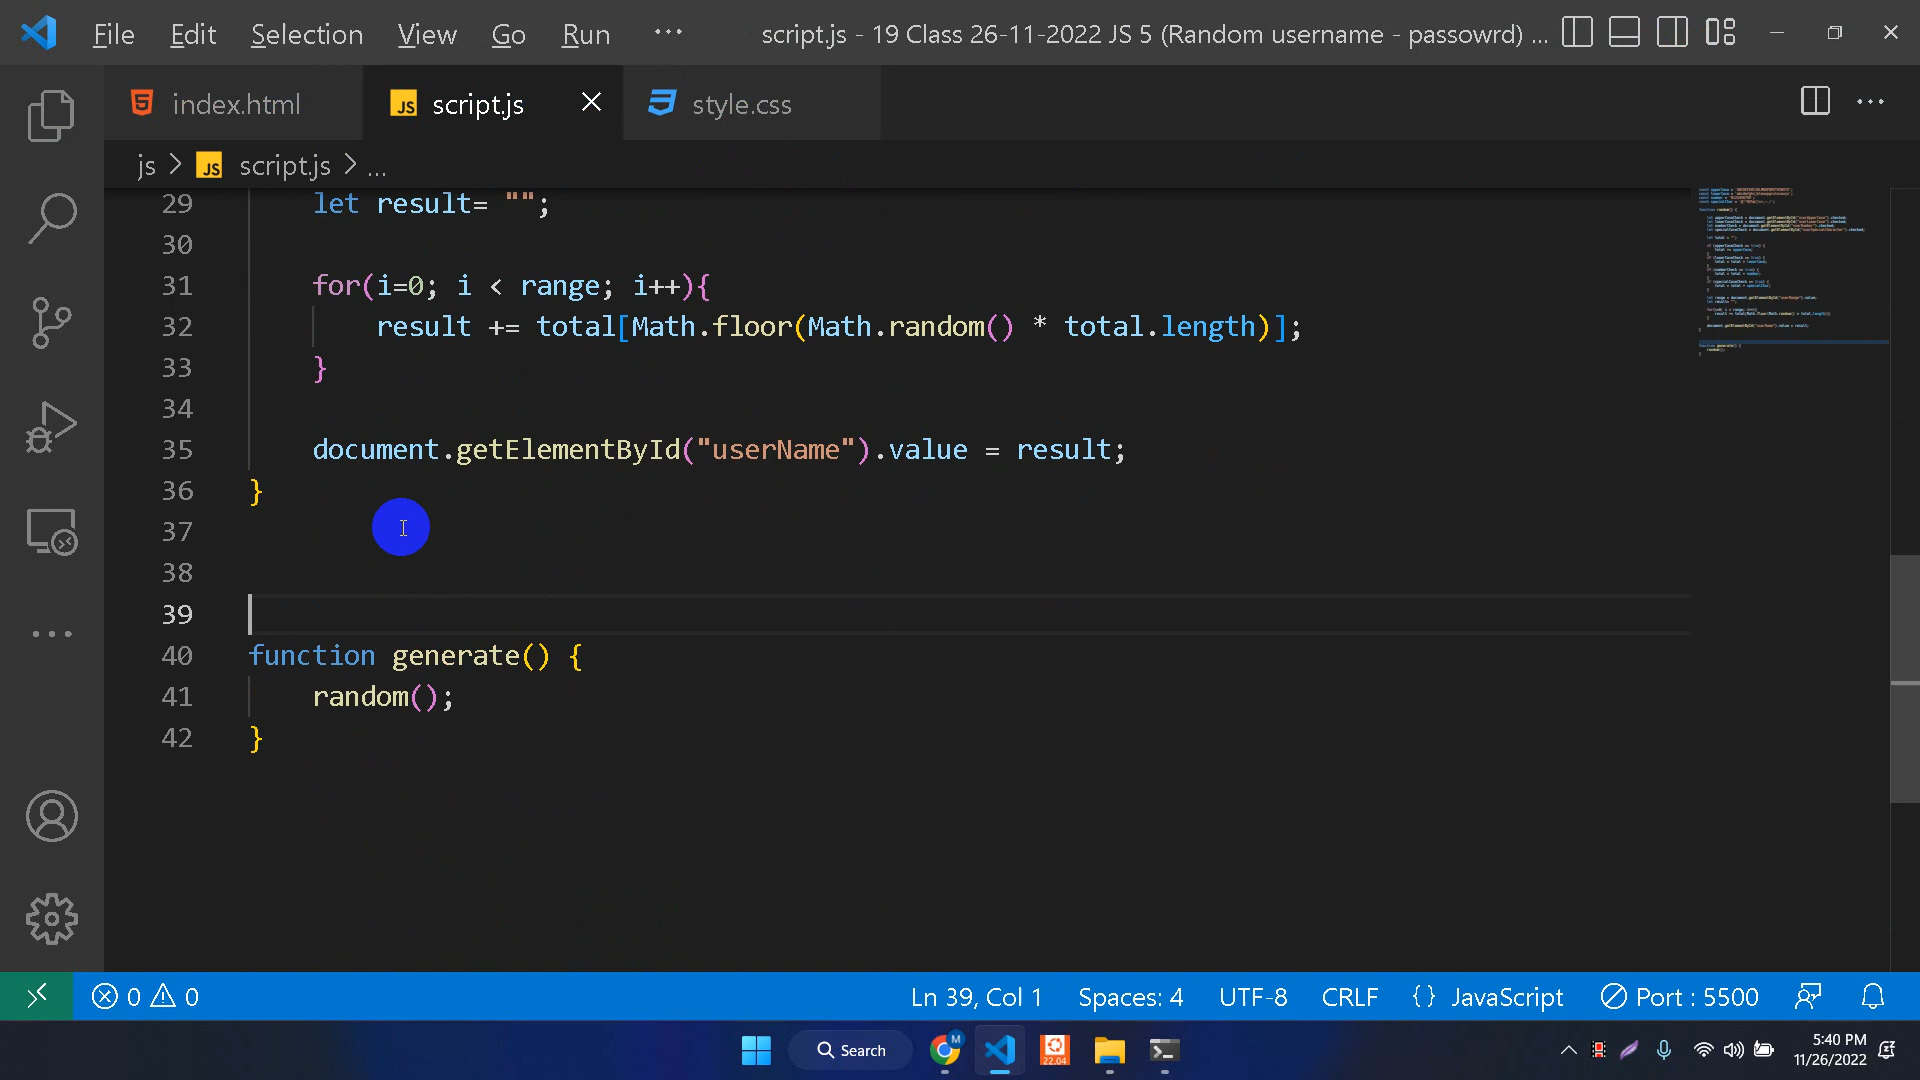 File Edit Selection View Go Run ··· script.js - 19 Class 26-11-2022 JS 5 (Random username - passowrd) ...
index.html JS script.js style.css
js > JS script.js > ...
29 let result= "";
30
31 for(i=0; i < range; i++){
32 result += total[Math.floor(Math.random() * total.length)];
33 }
34
35 document.getElementById("userName").value = result;
36 }
37
38
39
40 function generate() {
41 random();
42 }
0 0 Ln 39, Col 1 Spaces: 4 UTF-8 CRLF {} JavaScript Port : 5500
Search M 22.04 5:40 PM
11/26/2022